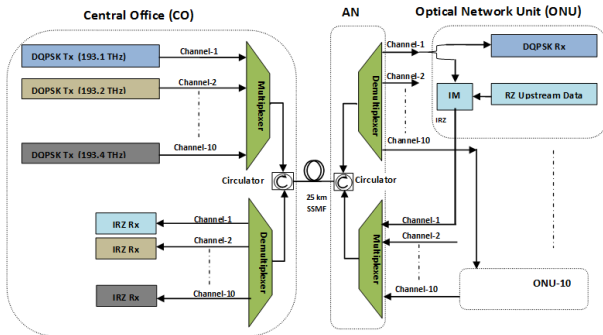 Central Office (CO)
AN
Optical Network Unit (ONU)
DQPSK Tx (193.1 THz)
Channel-1
DQPSK Tx (193.2 THz)
Channel-2
DQPSK Tx (193.4 THz)
Channel-10
Multiplexer
Circulator
25 km
SSMF
Circulator
IRZ Rx
Channel-1
IRZ Rx
Channel-2
IRZ Rx
Channel-10
Demultiplexer
Demultiplexer
Channel-1
Channel-2
Channel-10
DQPSK Rx
IM
RZ Upstream Data
IRZ
Multiplexer
Channel-1
Channel-2
Channel-10
ONU-10